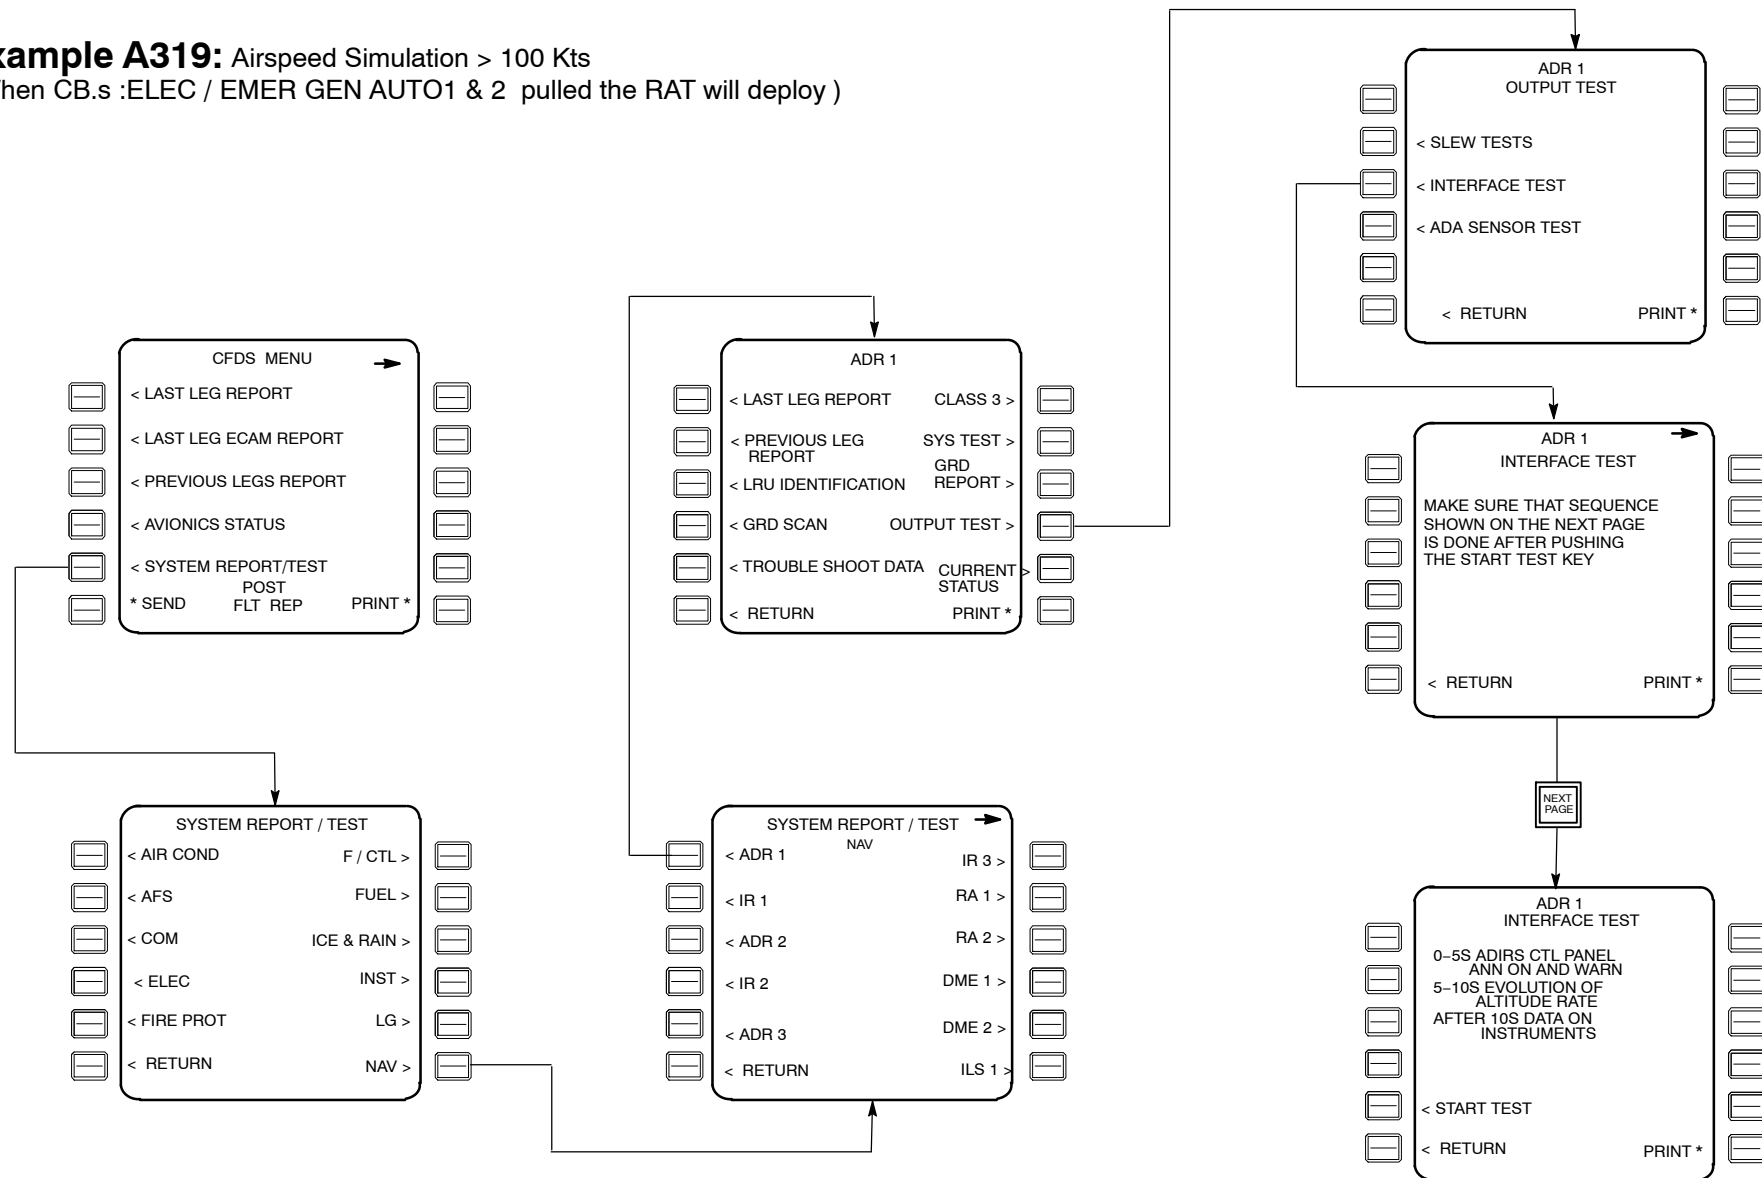 xample A319: Airspeed Simulation > 100 Kts
hen CB.s :ELEC / EMER GEN AUTO1 & 2 pulled the RAT will deploy )
CFDS MENU
< LAST LEG REPORT
< LAST LEG ECAM REPORT
< PREVIOUS LEGS REPORT
< AVIONICS STATUS
< SYSTEM REPORT/TEST
POST
* SEND FLT REP PRINT *
SYSTEM REPORT / TEST
< AIR COND F / CTL >
< AFS FUEL >
< COM ICE & RAIN >
< ELEC INST >
< FIRE PROT LG >
< RETURN NAV >
SYSTEM REPORT / TEST
NAV
< ADR 1 IR 3 >
< IR 1 RA 1 >
< ADR 2 RA 2 >
< IR 2 DME 1 >
< ADR 3 DME 2 >
< RETURN ILS 1 >
ADR 1
< LAST LEG REPORT CLASS 3 >
< PREVIOUS LEG SYS TEST >
REPORT
GRD
< LRU IDENTIFICATION REPORT >
< GRD SCAN OUTPUT TEST >
< TROUBLE SHOOT DATA CURRENT >
STATUS
< RETURN PRINT *
ADR 1
OUTPUT TEST
< SLEW TESTS
< INTERFACE TEST
< ADA SENSOR TEST
< RETURN PRINT *
ADR 1
INTERFACE TEST
MAKE SURE THAT SEQUENCE
SHOWN ON THE NEXT PAGE
IS DONE AFTER PUSHING
THE START TEST KEY
< RETURN PRINT *
NEXT
PAGE
ADR 1
INTERFACE TEST
0–5S ADIRS CTL PANEL
ANN ON AND WARN
5–10S EVOLUTION OF
ALTITUDE RATE
AFTER 10S DATA ON
INSTRUMENTS
< START TEST
< RETURN PRINT *